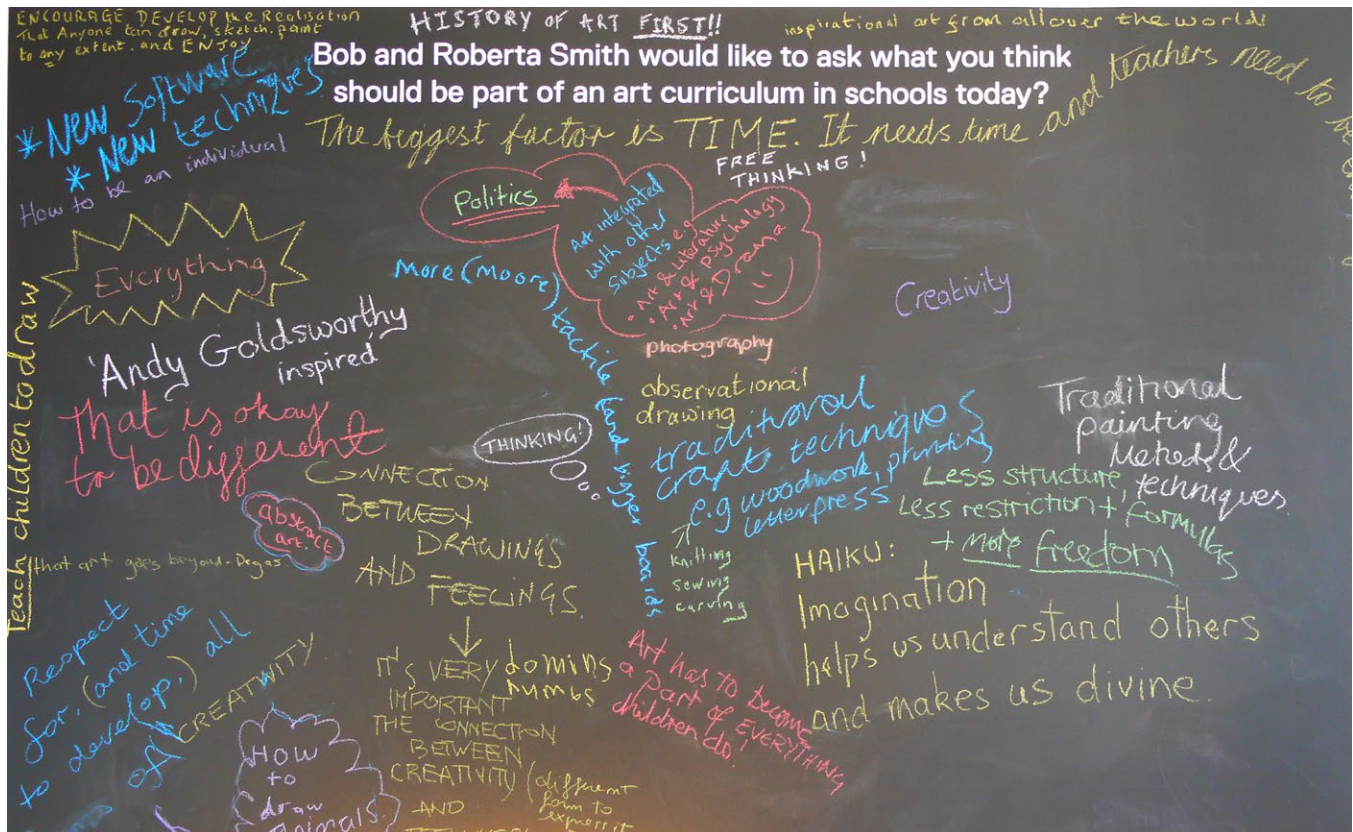 ENCOURAGE, DEVELOP the Realisation
That Anyone can draw, sketch, paint
to any extent. and ENJOY
HISTORY OF ART FIRST!!
inspirational art from all over the world!
Bob and Roberta Smith would like to ask what you think
should be part of an art curriculum in schools today?
* New Software
* New techniques
How to be an individual
The biggest factor is TIME. It needs time and teachers need to be
FREE
THINKING!
Politics
Art integrated
with other
Subjects e.g
• Art & Literature
• Art & Psychology
• Art & Drama
Everything
More (Moore) tactile (and bigger
Creativity
'Andy Goldsworthy
inspired'
photography
observational
drawing
Teach children to draw
That is okay
to be different
THINKING!
traditional
craft techniques
e.g woodwork, printing
letterpress
knitting
sewing
carving
Traditional
painting
Methods &
techniques
Less structure,
Less restriction + formulas
+ more freedom
CONNECTION
BETWEEN
DRAWINGS
AND
FEELINGS
abstract
art.
that art goes beyond. Degas
HAIKU:
Imagination
helps us understand others
and makes us divine.
Respect
for, (and time
to develop,) all
of CREATIVITY
IT'S VERY
IMPORTANT
THE CONNECTION
BETWEEN
CREATIVITY (different
form to
express it
AND
Art has to become
a part of EVERYTHING
children do!
How
to
draw
animals.